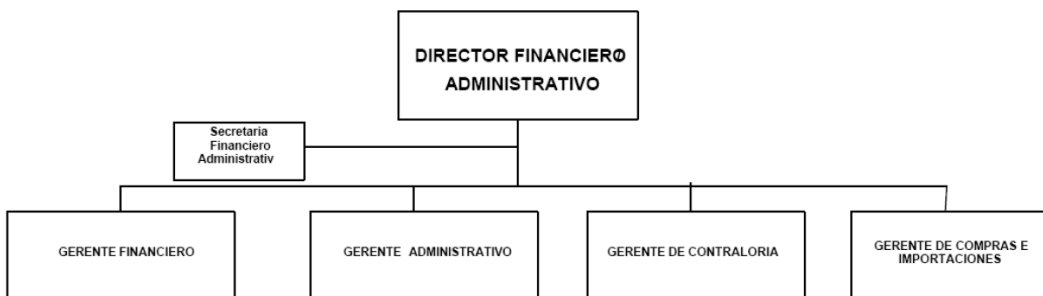 DIRECTOR FINANCIERO
ADMINISTRATIVO
Secretaria
Financiero
Administrativ
GERENTE FINANCIERO
GERENTE ADMINISTRATIVO
GERENTE DE CONTRALORIA
GERENTE DE COMPRAS E
IMPORTACIONES